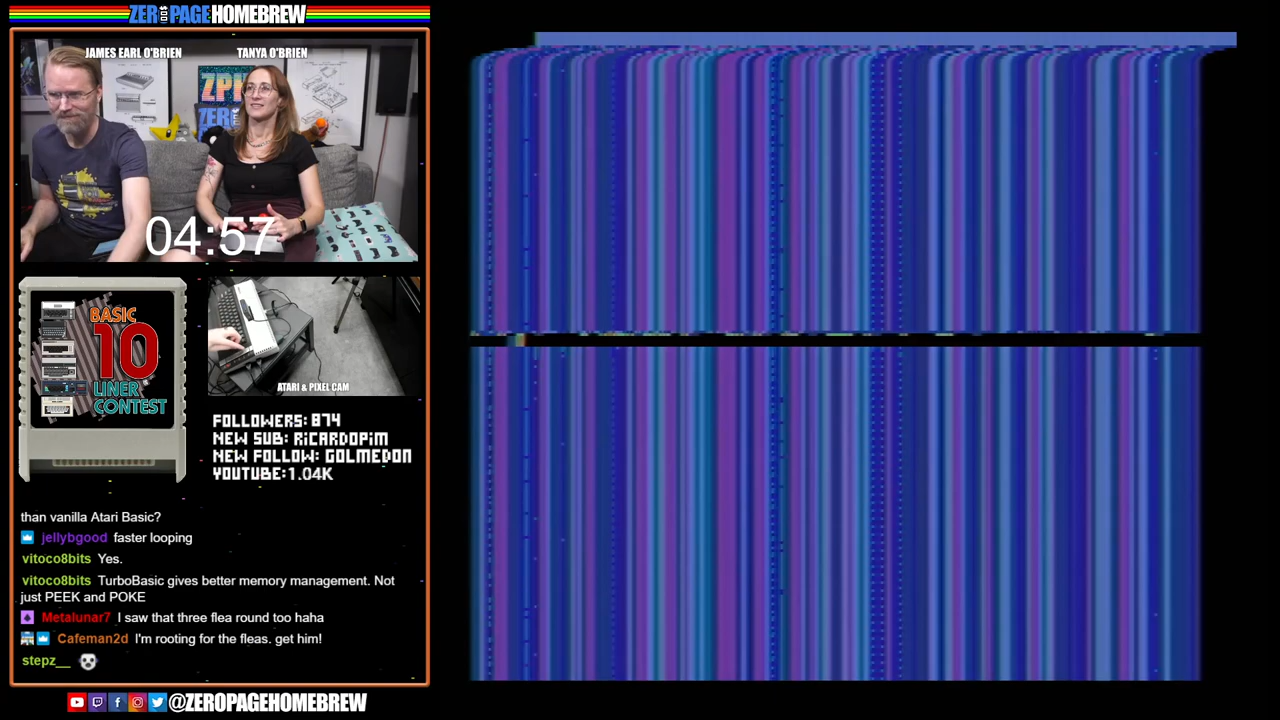 ZERO PAGE HOMEBREW
JAMES EARL O'BRIEN
TANYA O'BRIEN
04:57
BASIC
10
LINER
CONTEST
ATARI & PIXEL CAM
FOLLOWERS: 874
NEW SUB: RICARDOPIM
NEW FOLLOW: GOLMEDON
YOUTUBE:1.04K
than vanilla Atari Basic?
jellybgood faster looping
vitoco8bits Yes.
vitoco8bits TurboBasic gives better memory management. Not
just PEEK and POKE
Metalunar7 I saw that three flea round too haha
Cafeman2d I'm rooting for the fleas. get him!
stepz__
@ZEROPAGEHOMEBREW